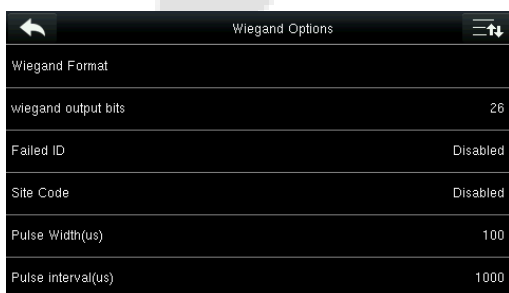 Wiegand Options
Wiegand Format
wiegand output bits 26
Failed ID Disabled
Site Code Disabled
Pulse Width(us) 100
Pulse interval(us) 1000